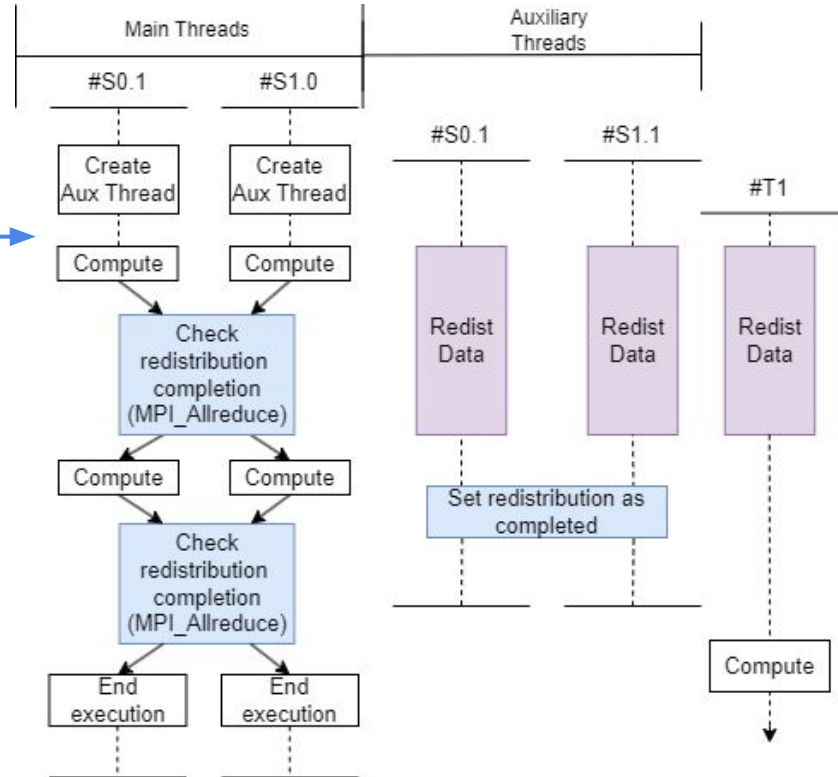 Main Threads
Auxiliary
Threads
#S0.1
#S1.0
#S0.1
#S1.1
#T1
Create
Aux Thread
Create
Aux Thread
Compute
Compute
Redist
Data
Redist
Data
Redist
Data
Check
redistribution
completion
(MPI_Allreduce)
Compute
Compute
Set redistribution as
completed
Check
redistribution
completion
(MPI_Allreduce)
End
execution
End
execution
Compute